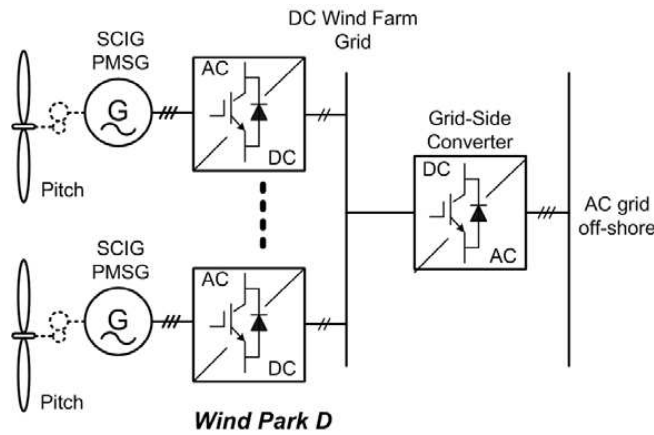 SCIG
PMSG
G
Pitch
AC
DC
DC Wind Farm
Grid
Grid-Side
Converter
DC
AC
AC grid
off-shore
SCIG
PMSG
G
Pitch
AC
DC
Wind Park D